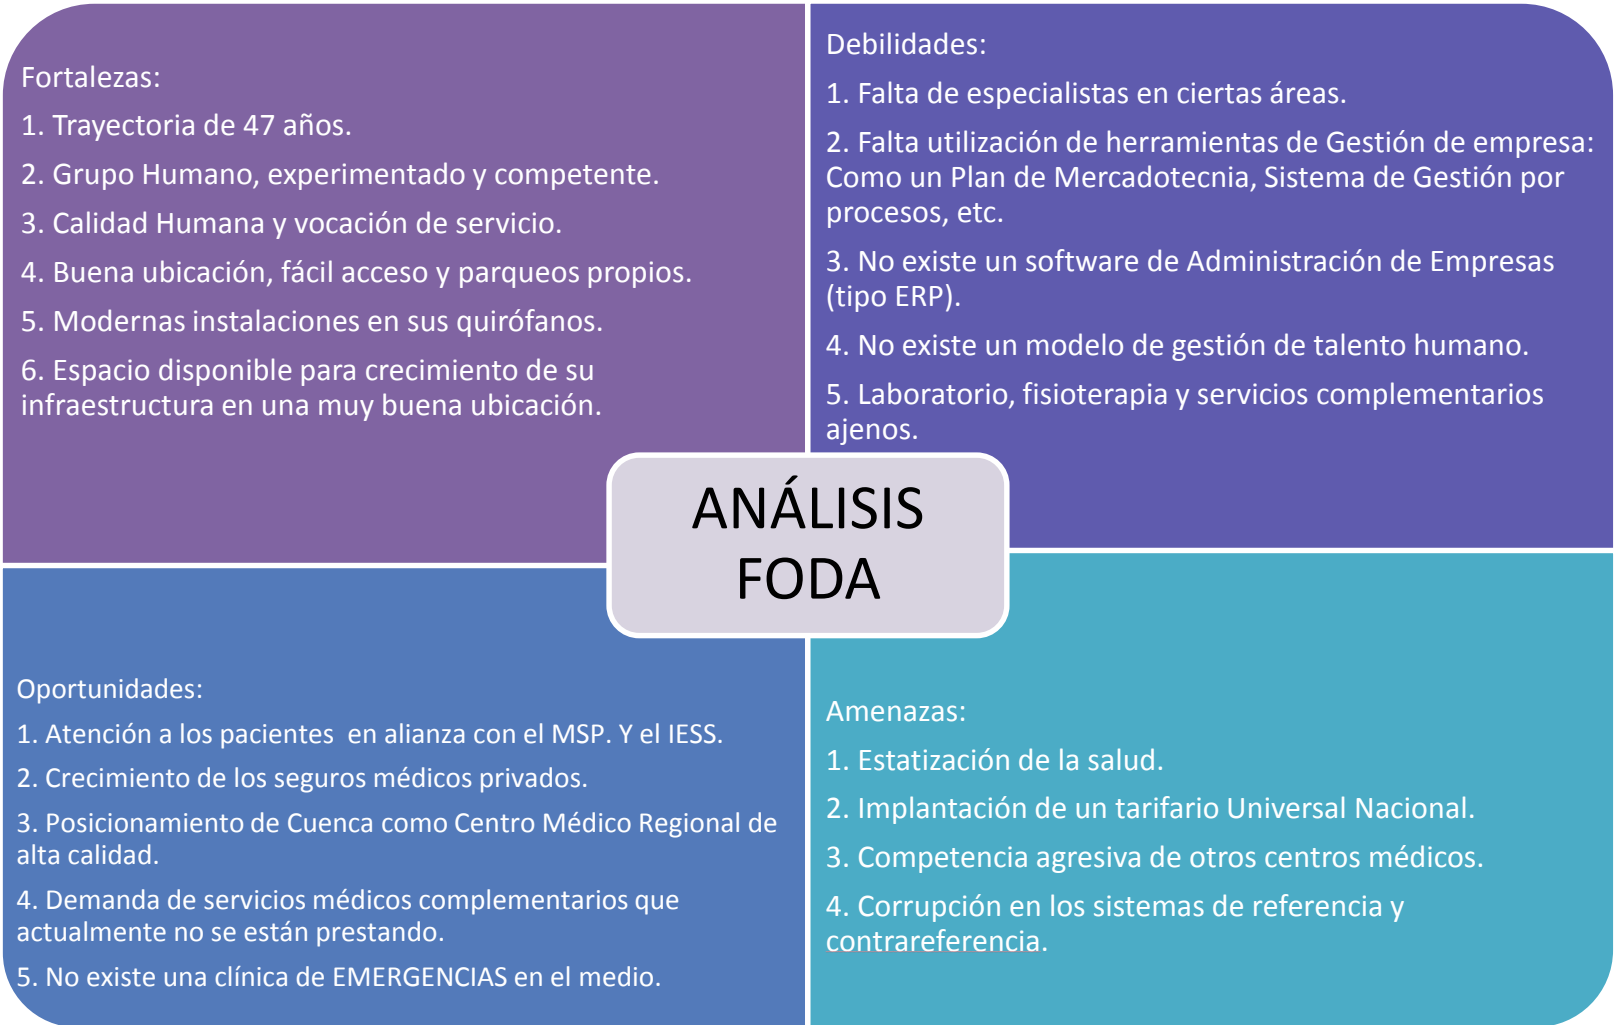 Fortalezas:
1. Trayectoria de 47 años.
2. Grupo Humano, experimentado y competente.
3. Calidad Humana y vocación de servicio.
4. Buena ubicación, fácil acceso y parqueos propios.
5. Modernas instalaciones en sus quirófanos.
6. Espacio disponible para crecimiento de su
infraestructura en una muy buena ubicación.
Debilidades:
1. Falta de especialistas en ciertas áreas.
2. Falta utilización de herramientas de Gestión de empresa:
Como un Plan de Mercadotecnia, Sistema de Gestión por
procesos, etc.
3. No existe un software de Administración de Empresas
(tipo ERP).
4. No existe un modelo de gestión de talento humano.
5. Laboratorio, fisioterapia y servicios complementarios
ajenos.
ANÁLISIS
FODA
Oportunidades:
1. Atención a los pacientes  en alianza con el MSP. Y el IESS.
2. Crecimiento de los seguros médicos privados.
3. Posicionamiento de Cuenca como Centro Médico Regional de
alta calidad.
4. Demanda de servicios médicos complementarios que
actualmente no se están prestando.
5. No existe una clínica de EMERGENCIAS en el medio.
Amenazas:
1. Estatización de la salud.
2. Implantación de un tarifario Universal Nacional.
3. Competencia agresiva de otros centros médicos.
4. Corrupción en los sistemas de referencia y
contrareferencia.